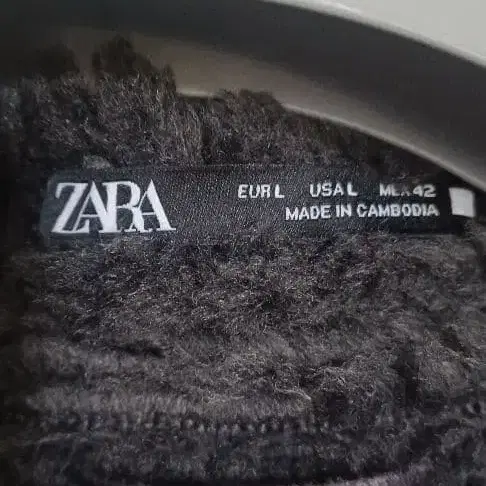 ZARA
EUR L USA L MEX 42
MADE IN CAMBODIA